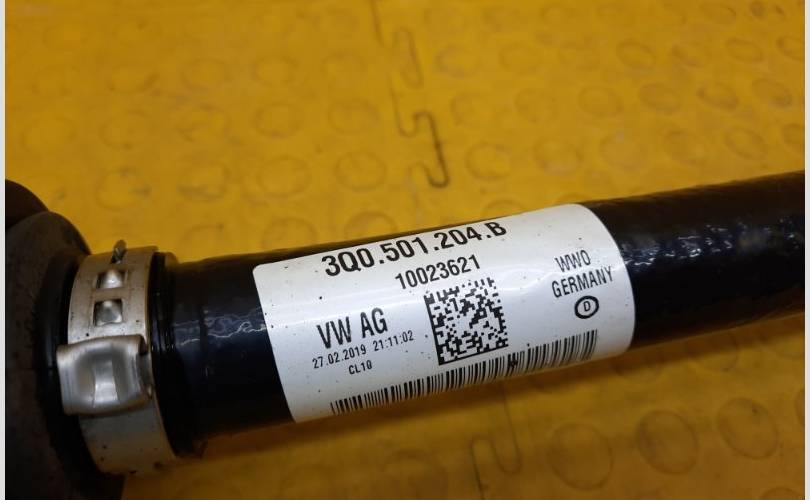 3Q0.501.204.B
10023621
VW AG
27.02.2019 21:11:02
CL10
WWO
GERMANY
D